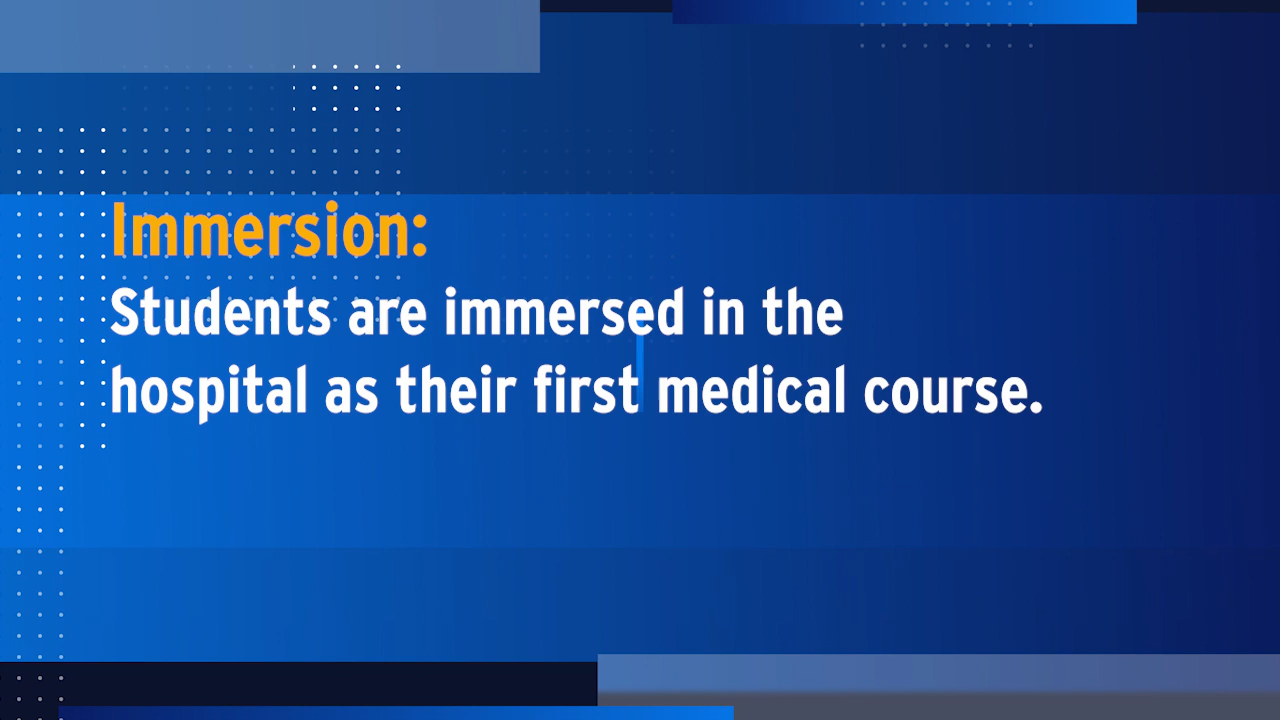 Immersion:
Students are immersed in the
hospital as their first medical course.